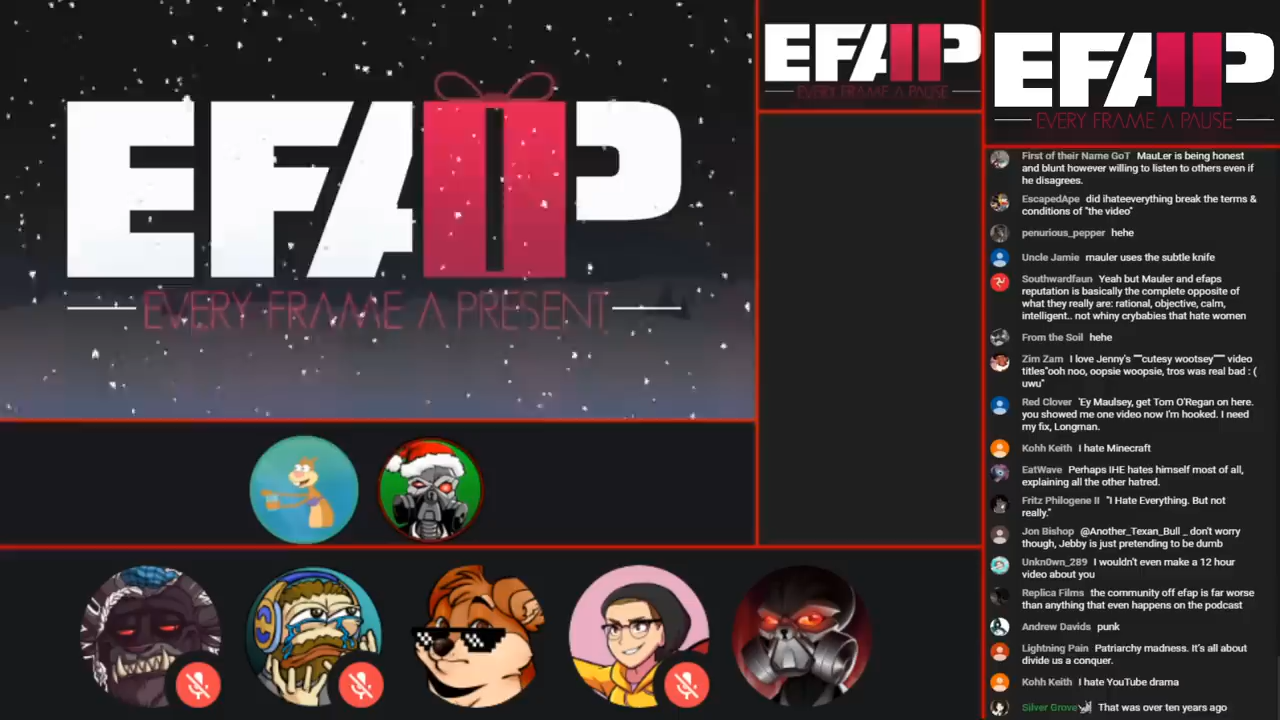 EFAP
EVERY FRAME A PRESENT
EFAP
EVERY FRAME A PAUSE
EFAP
EVERY FRAME A PAUSE
First of their Name GoT MauLer is being honest
and blunt however willing to listen to others even if
he disagrees.
EscapedApe did ihateeverything break the terms &
conditions of "the video"
penurious_pepper hehe
Uncle Jamie mauler uses the subtle knife
Southwardfaun Yeah but Mauler and efaps
reputation is basically the complete opposite of
what they really are: rational, objective, calm,
intelligent.. not whiny crybabies that hate women
From the Soil hehe
Zim Zam I love Jenny's """cutesy wootsey"""" video
titles"ooh noo, oopsie woopsie, tros was real bad : (
uwu"
Red Clover 'Ey Maulsey, get Tom O'Regan on here.
you showed me one video now I'm hooked. I need
my fix, Longman.
Kohh Keith I hate Minecraft
EatWave Perhaps IHE hates himself most of all,
explaining all the other hatred.
Fritz Philogene II "I Hate Everything. But not
really."
Jon Bishop @Another_Texan_Bull _ don't worry
though, Jebby is just pretending to be dumb
Unkn0wn_289 I wouldn't even make a 12 hour
video about you
Replica Films the community off efap is far worse
than anything that even happens on the podcast
Andrew Davids punk
Lightning Pain Patriarchy madness. It's all about
divide us a conquer.
Kohh Keith I hate YouTube drama
Silver Grove That was over ten years ago